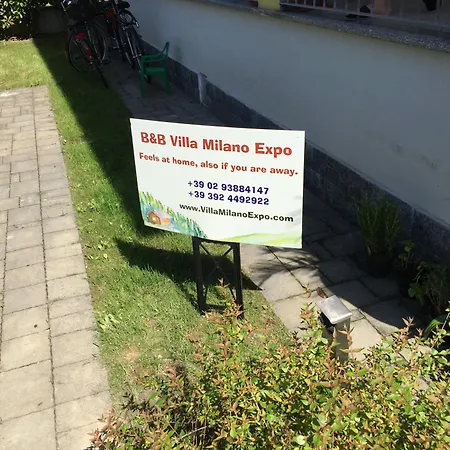 B&B Villa Milano Expo
Feels at home, also if you are away.
+39 02 93884147
+39 392 4492922
www.VillaMilanoExpo.com